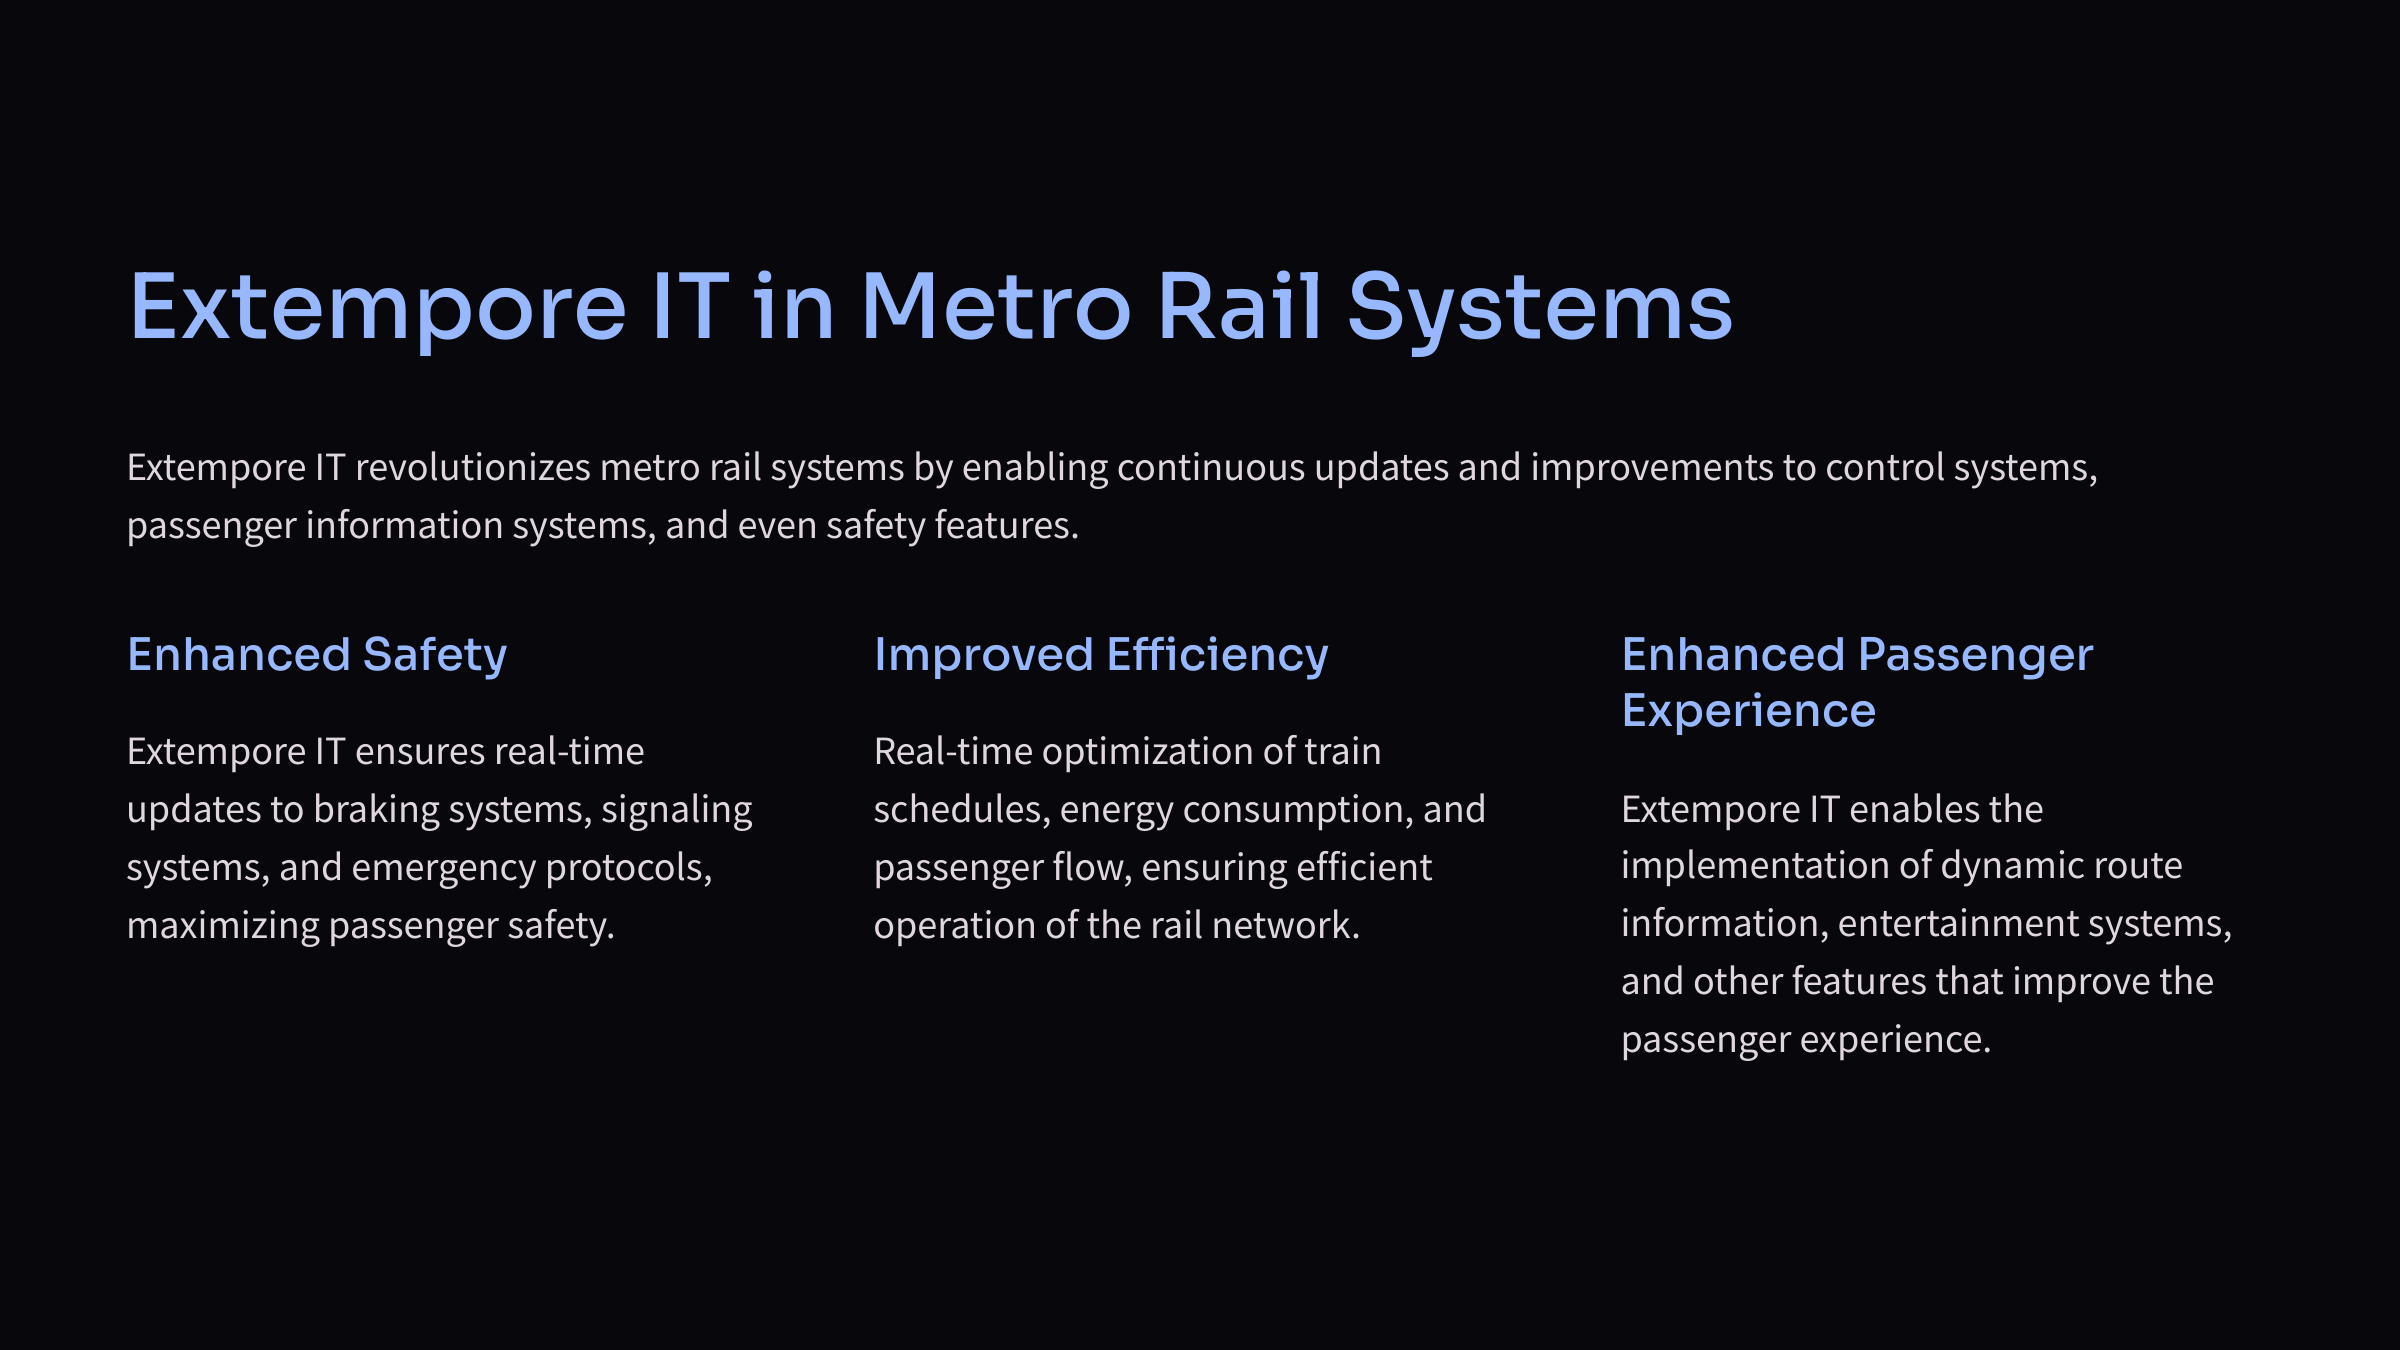 Extempore IT in Metro Rail Systems
Extempore IT revolutionizes metro rail systems by enabling continuous updates and improvements to control systems,
passenger information systems, and even safety features.
Enhanced Safety
Extempore IT ensures real-time
updates to braking systems, signaling
systems, and emergency protocols,
maximizing passenger safety.
Improved Efficiency
Real-time optimization of train
schedules, energy consumption, and
passenger flow, ensuring efficient
operation of the rail network.
Enhanced Passenger
Experience
Extempore IT enables the
implementation of dynamic route
information, entertainment systems,
and other features that improve the
passenger experience.